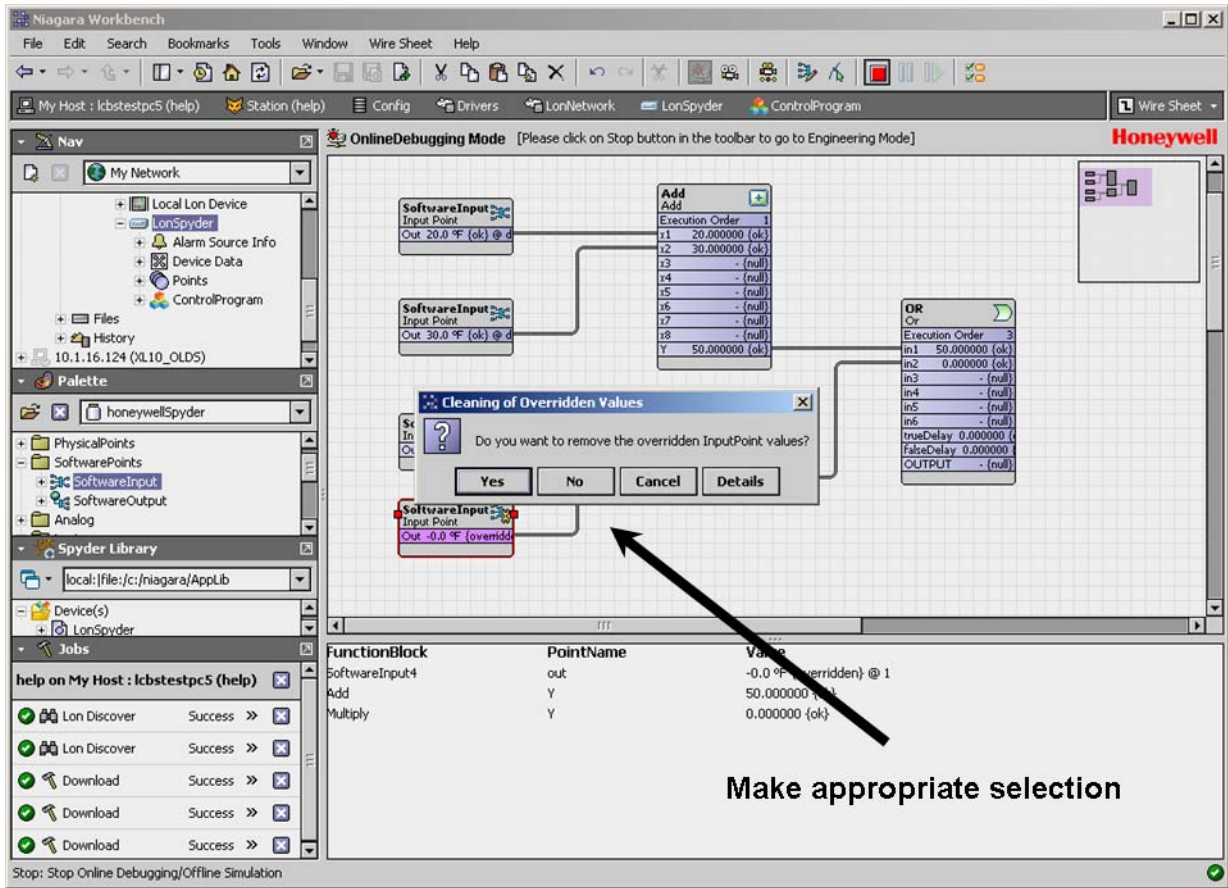 Niagara Workbench
File Edit Search Bookmarks Tools Window Wire Sheet Help
My Host : lcbstestpc5 (help) Station (help) Config Drivers LonNetwork LonSpyder ControlProgram Wire Sheet
Nav
OnlineDebugging Mode [Please click on Stop button in the toolbar to go to Engineering Mode]
Honeywell
My Network
Local Lon Device
LonSpyder
Alarm Source Info
Device Data
Points
ControlProgram
Files
History
10.1.16.124 (XL10_OLDS)
Palette
honeywellSpyder
PhysicalPoints
SoftwarePoints
SoftwareInput
SoftwareOutput
Analog
Spyder Library
local:|file:/c:/niagara/AppLib
Device(s)
LonSpyder
Jobs
help on My Host : lcbstestpc5 (help)
Lon Discover Success »
Lon Discover Success »
Download Success »
Download Success »
Download Success »
SoftwareInput
Input Point
Out 20.0 ºF {ok} @ d
SoftwareInput
Input Point
Out 30.0 ºF {ok} @ d
Add
Add
Execution Order 1
x1 20.000000 {ok}
x2 30.000000 {ok}
x3 - {null}
x4 - {null}
x5 - {null}
x6 - {null}
x7 - {null}
x8 - {null}
Y 50.000000 {ok}
OR
Or
Execution Order 3
in1 50.000000 {ok}
in2 0.000000 {ok}
in3 - {null}
in4 - {null}
in5 - {null}
in6 - {null}
trueDelay 0.000000 {
falseDelay 0.000000 {
OUTPUT - {null}
Cleaning of Overridden Values
Do you want to remove the overridden InputPoint values?
Yes No Cancel Details
SoftwareInput
Input Point
Out -0.0 ºF {overridd
FunctionBlock PointName Value
SoftwareInput4 out -0.0 ºF {overridden} @ 1
Add Y 50.000000 {ok}
Multiply Y 0.000000 {ok}
Make appropriate selection
Stop: Stop Online Debugging/Offline Simulation